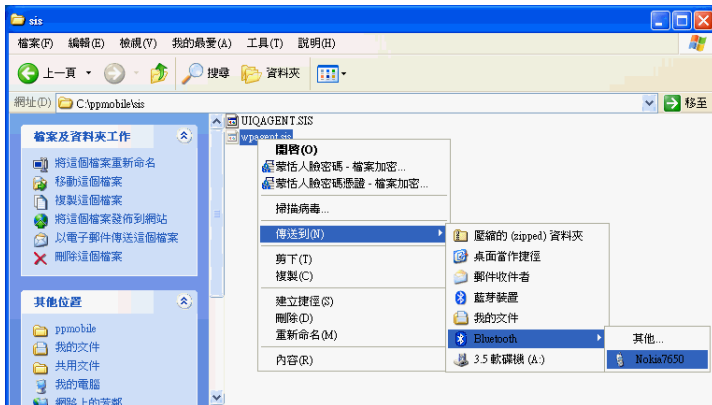 sis
檔案(F) 編輯(E) 檢視(V) 我的最愛(A) 工具(T) 說明(H)
上一頁 搜尋 資料夾
網址(D) C:\ppmobile\sis 移至
檔案及資料夾工作
將這個檔案重新命名
移動這個檔案
複製這個檔案
將這個檔案發佈到網站
以電子郵件傳送這個檔案
刪除這個檔案
其他位置
ppmobile
我的文件
共用文件
我的電腦
網路上的芳鄰
UIQAGENT.SIS
wpagent.sis
開啓(O)
蒙恬人臉密碼 - 檔案加密...
蒙恬人臉密碼憑證 - 檔案加密...
掃描病毒...
傳送到(N)
剪下(T)
複製(C)
建立捷徑(S)
刪除(D)
重新命名(M)
內容(R)
壓縮的 (zipped) 資料夾
桌面當作捷徑
郵件收件者
藍芽裝置
我的文件
Bluetooth
3.5 軟碟機 (A:)
其他...
Nokia7650